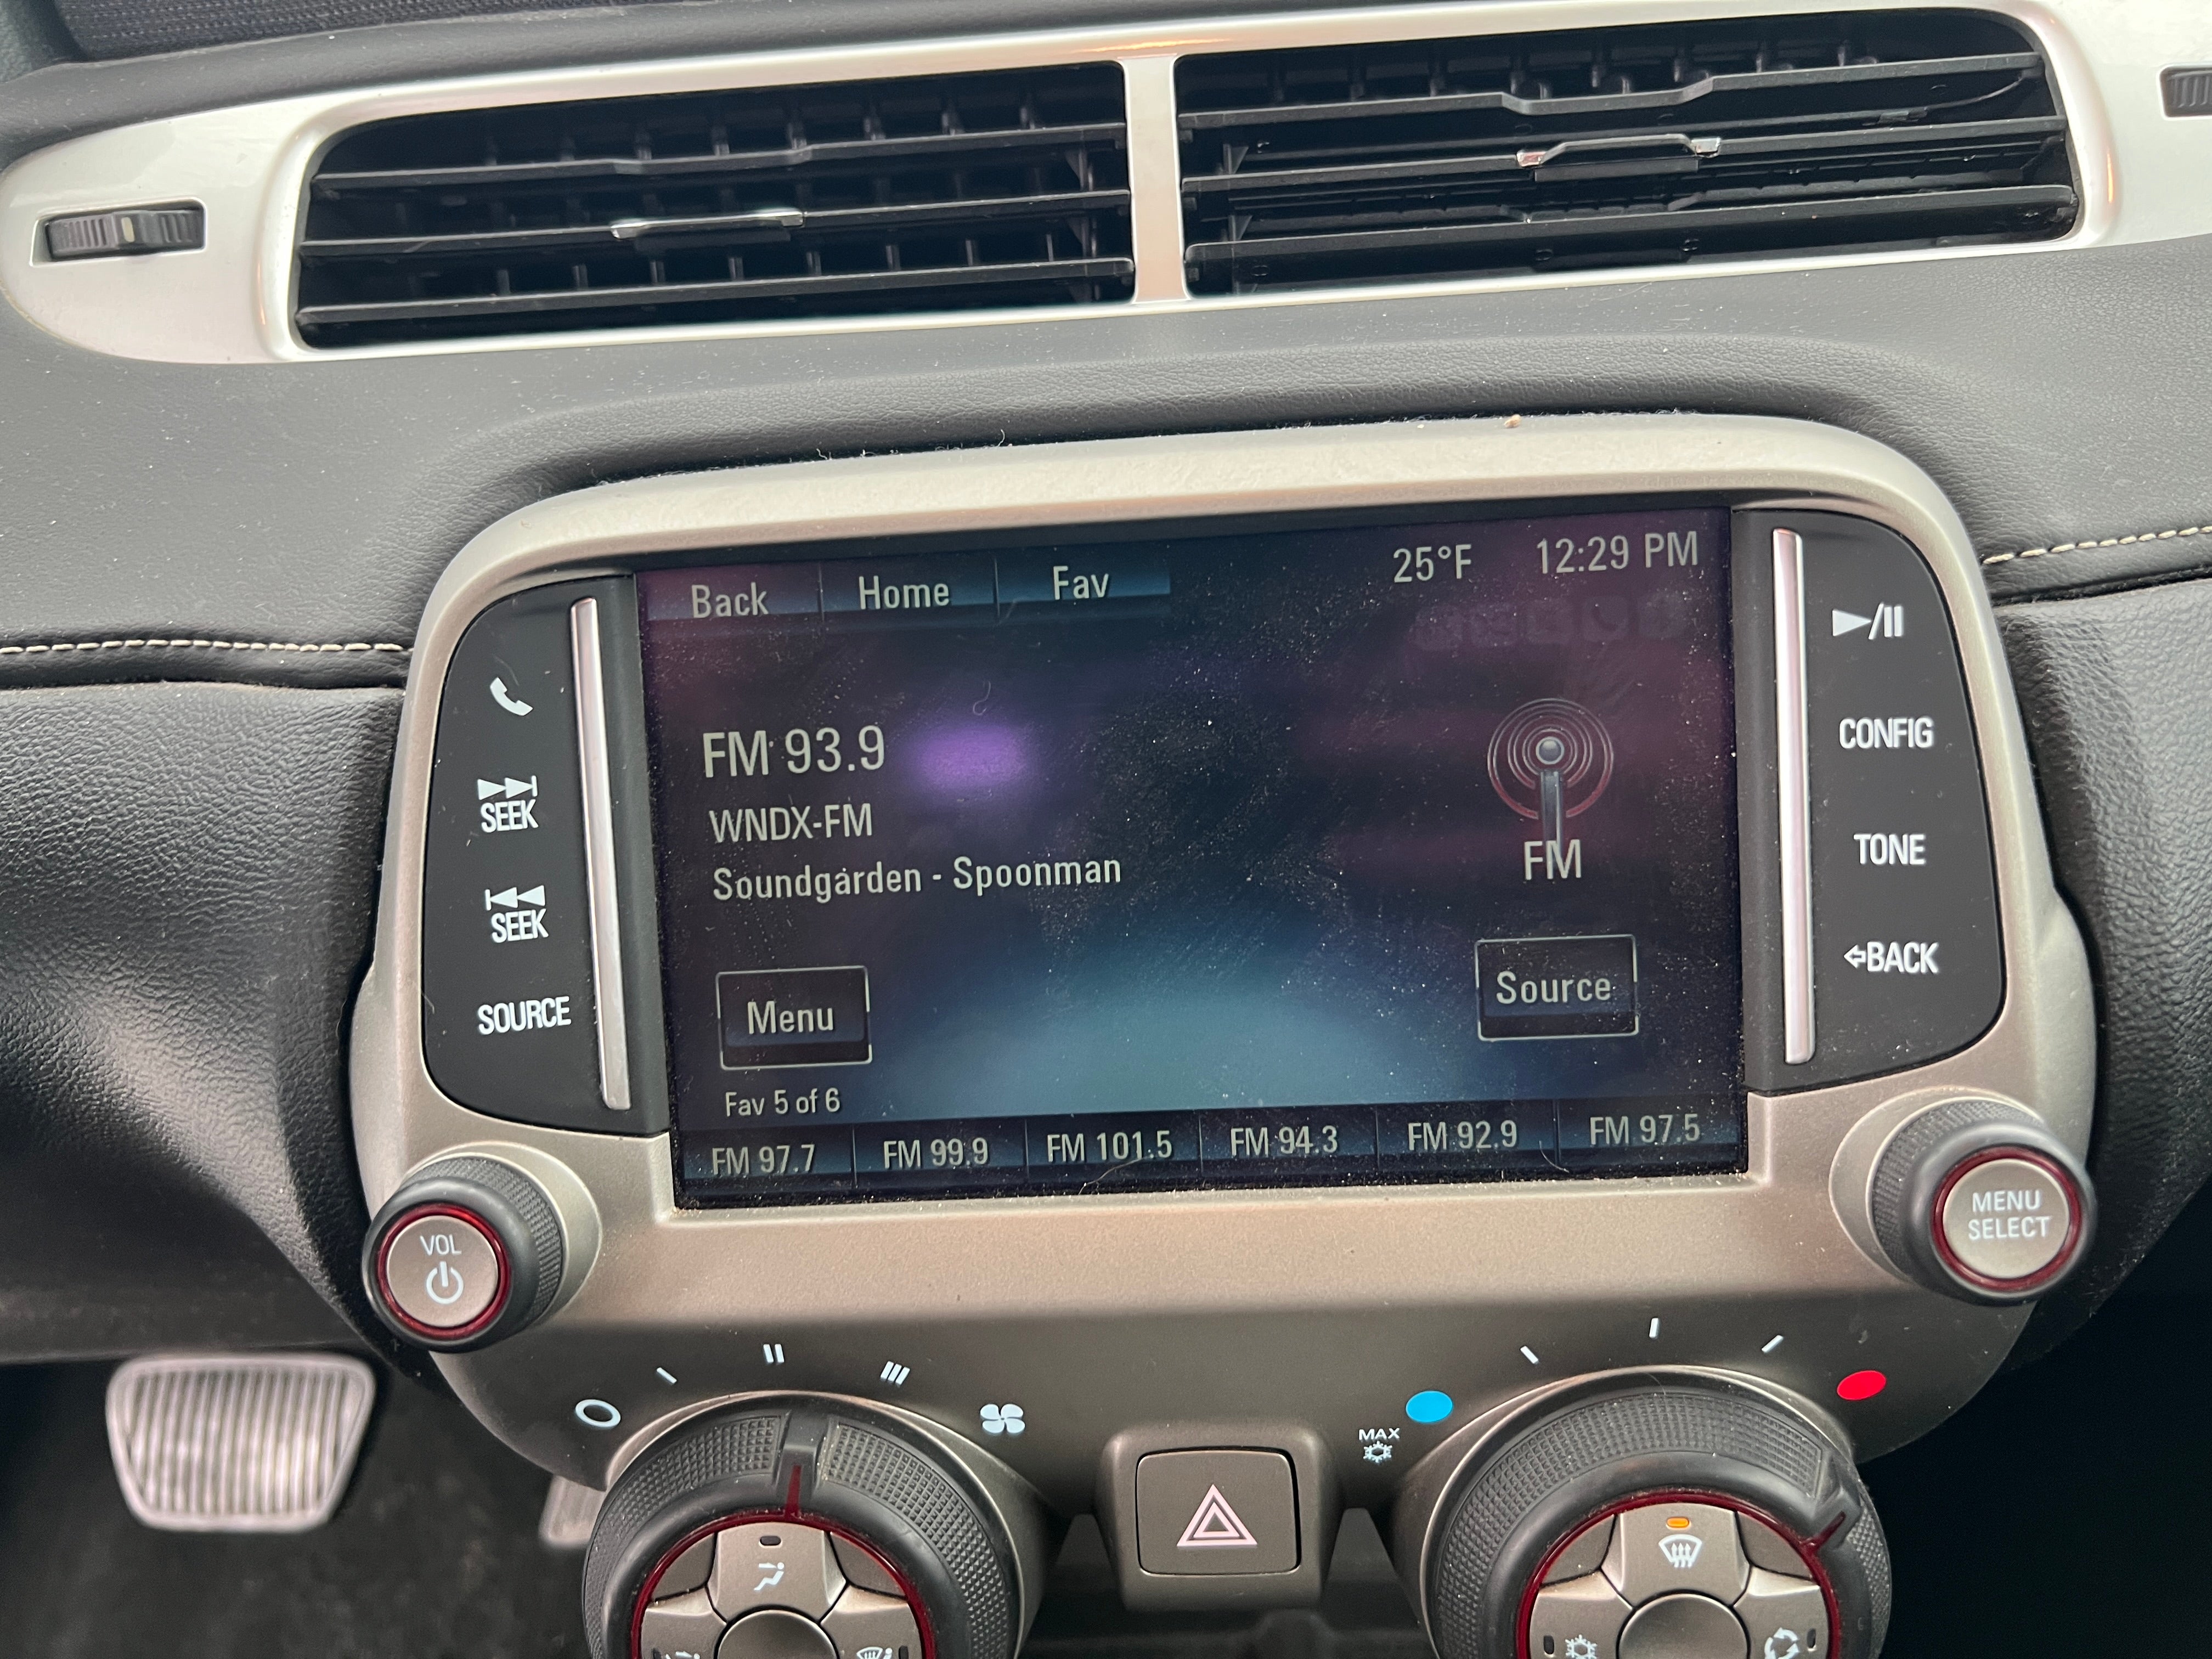 Back Home Fav 25°F 12:29 PM
FM 93.9
WNDX-FM
Soundgarden - Spoonman
FM
Menu
Source
Fav 5 of 6
FM 97.7 FM 99.9 FM 101.5 FM 94.3 FM 92.9 FM 97.5
SEEK
SEEK
SOURCE
CONFIG
TONE
BACK
VOL
MENU
SELECT
MAX